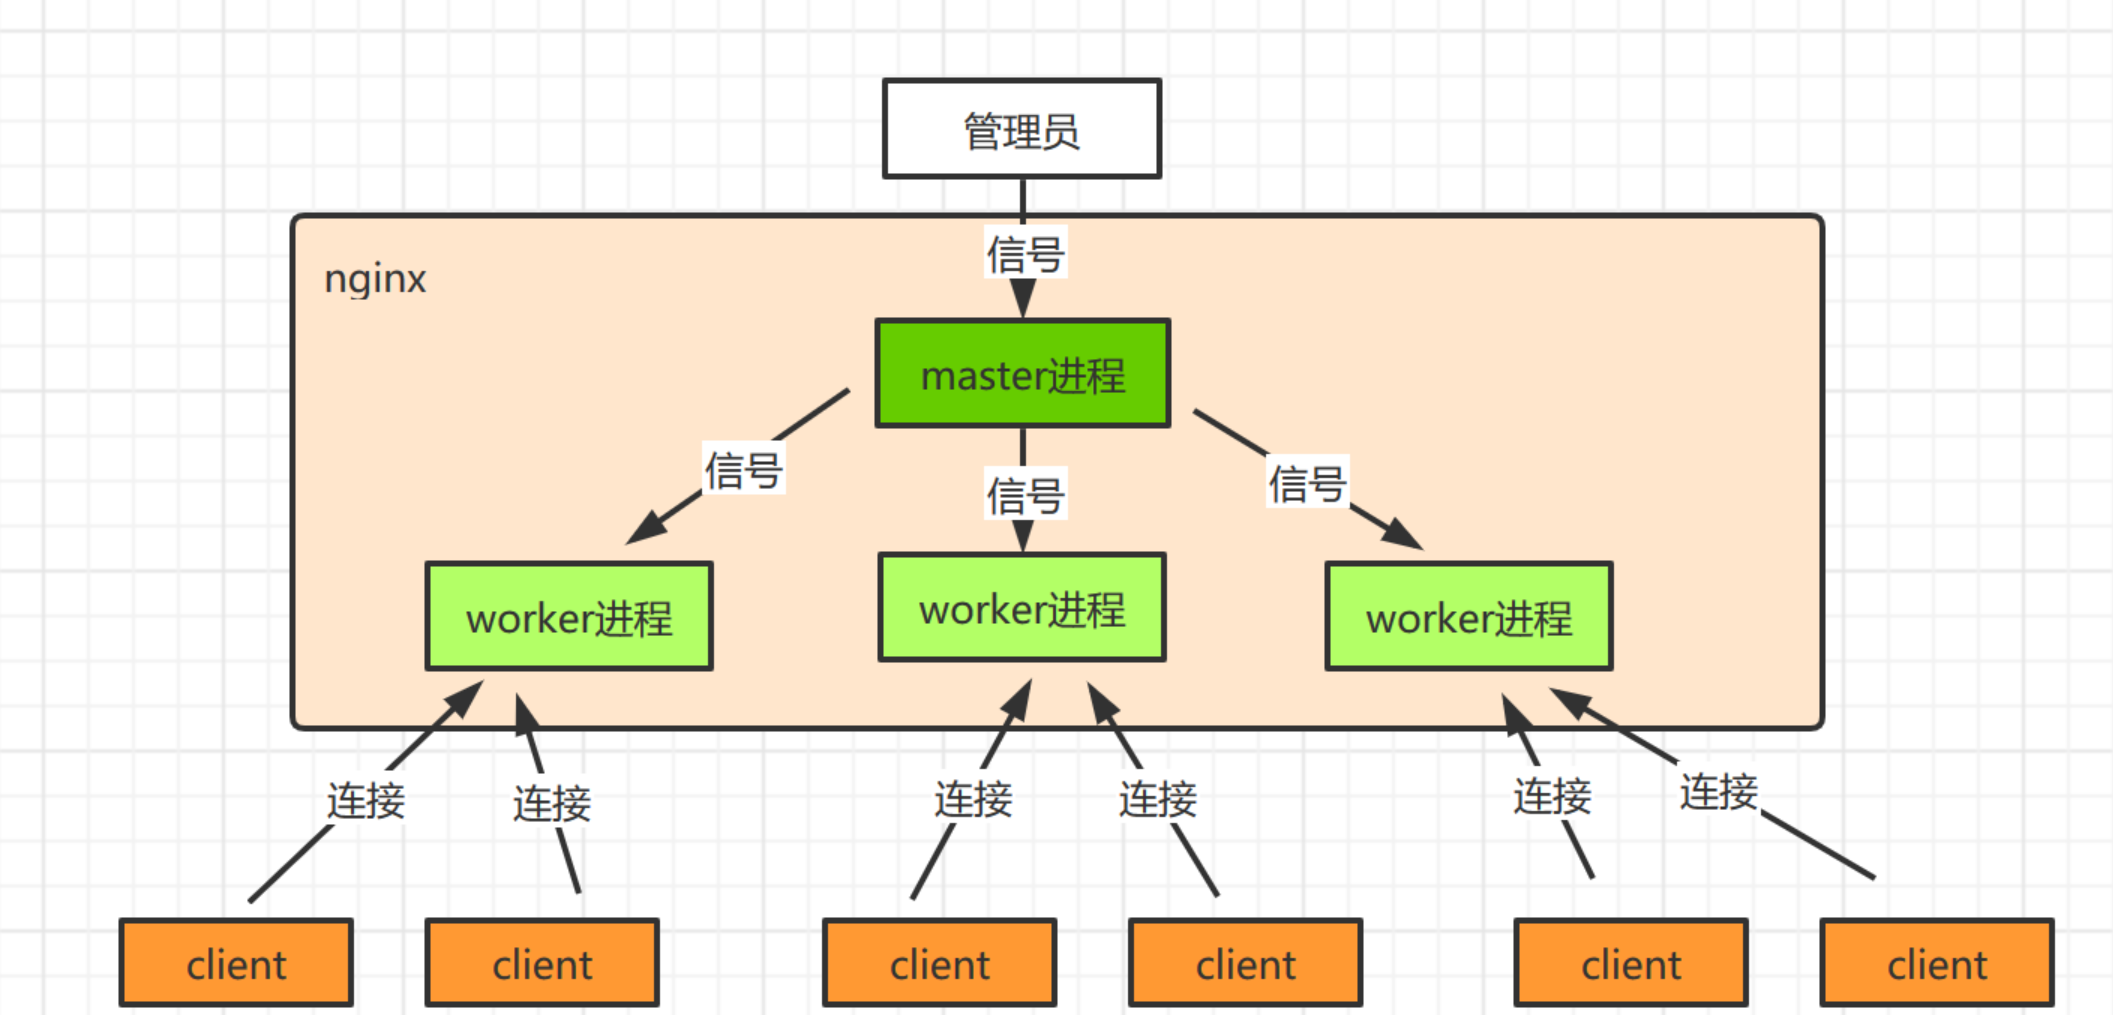 管理员
信号
nginx
master进程
信号
信号
信号
worker进程
worker进程
worker进程
连接
连接
连接
连接
连接
连接
client
client
client
client
client
client